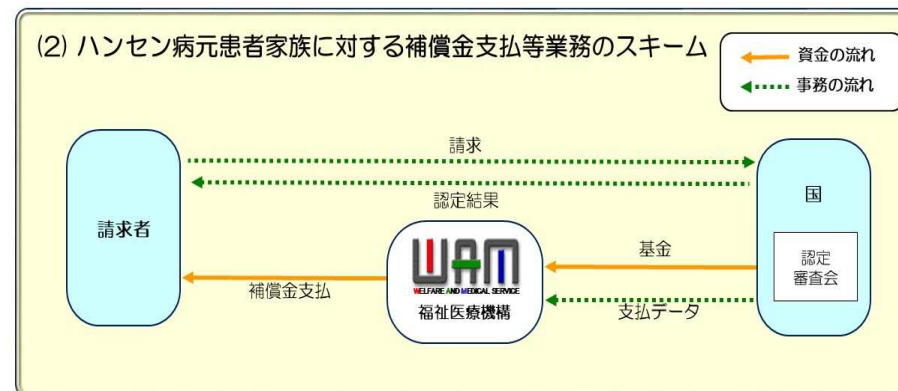 (2) ハンセン病元患者家族に対する補償金支払等業務のスキーム
資金の流れ
事務の流れ
請求
認定結果
請求者
国
認定
審査会
基金
支払データ
WAM
WELFARE AND MEDICAL SERVICE
福祉医療機構
補償金支払